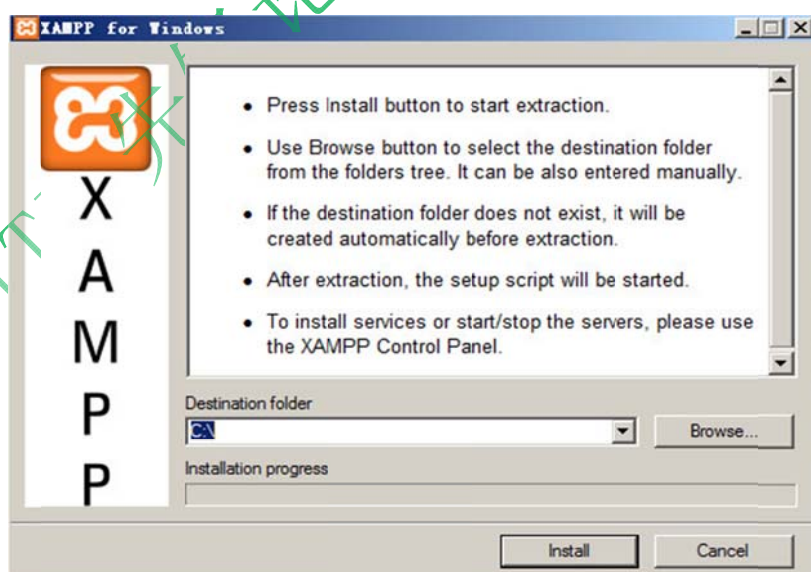 XAMPP for Windows
X
A
M
P
P
• Press Install button to start extraction.
• Use Browse button to select the destination folder
from the folders tree. It can be also entered manually.
• If the destination folder does not exist, it will be
created automatically before extraction.
• After extraction, the setup script will be started.
• To install services or start/stop the servers, please use
the XAMPP Control Panel.
Destination folder
C:\
Browse...
Installation progress
Install
Cancel